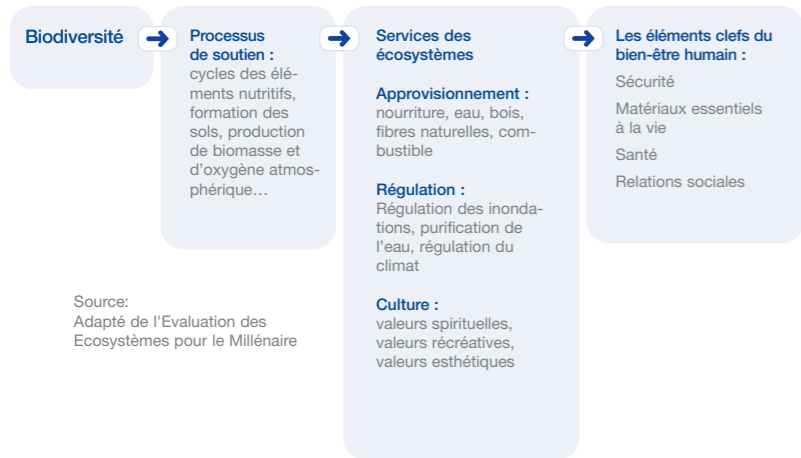 Biodiversité
Processus
de soutien :
cycles des élé-
ments nutritifs,
formation des
sols, production
de biomasse et
d’oxygène atmos-
phérique…
Services des
écosystèmes
Approvisionnement :
nourriture, eau, bois,
fibres naturelles, com-
bustible
Régulation :
Régulation des inonda-
tions, purification de
l’eau, régulation du
climat
Culture :
valeurs spirituelles,
valeurs récréatives,
valeurs esthétiques
Les éléments clefs du
bien-être humain :
Sécurité
Matériaux essentiels
à la vie
Santé
Relations sociales
Source:
Adapté de l'Evaluation des
Ecosystèmes pour le Millénaire